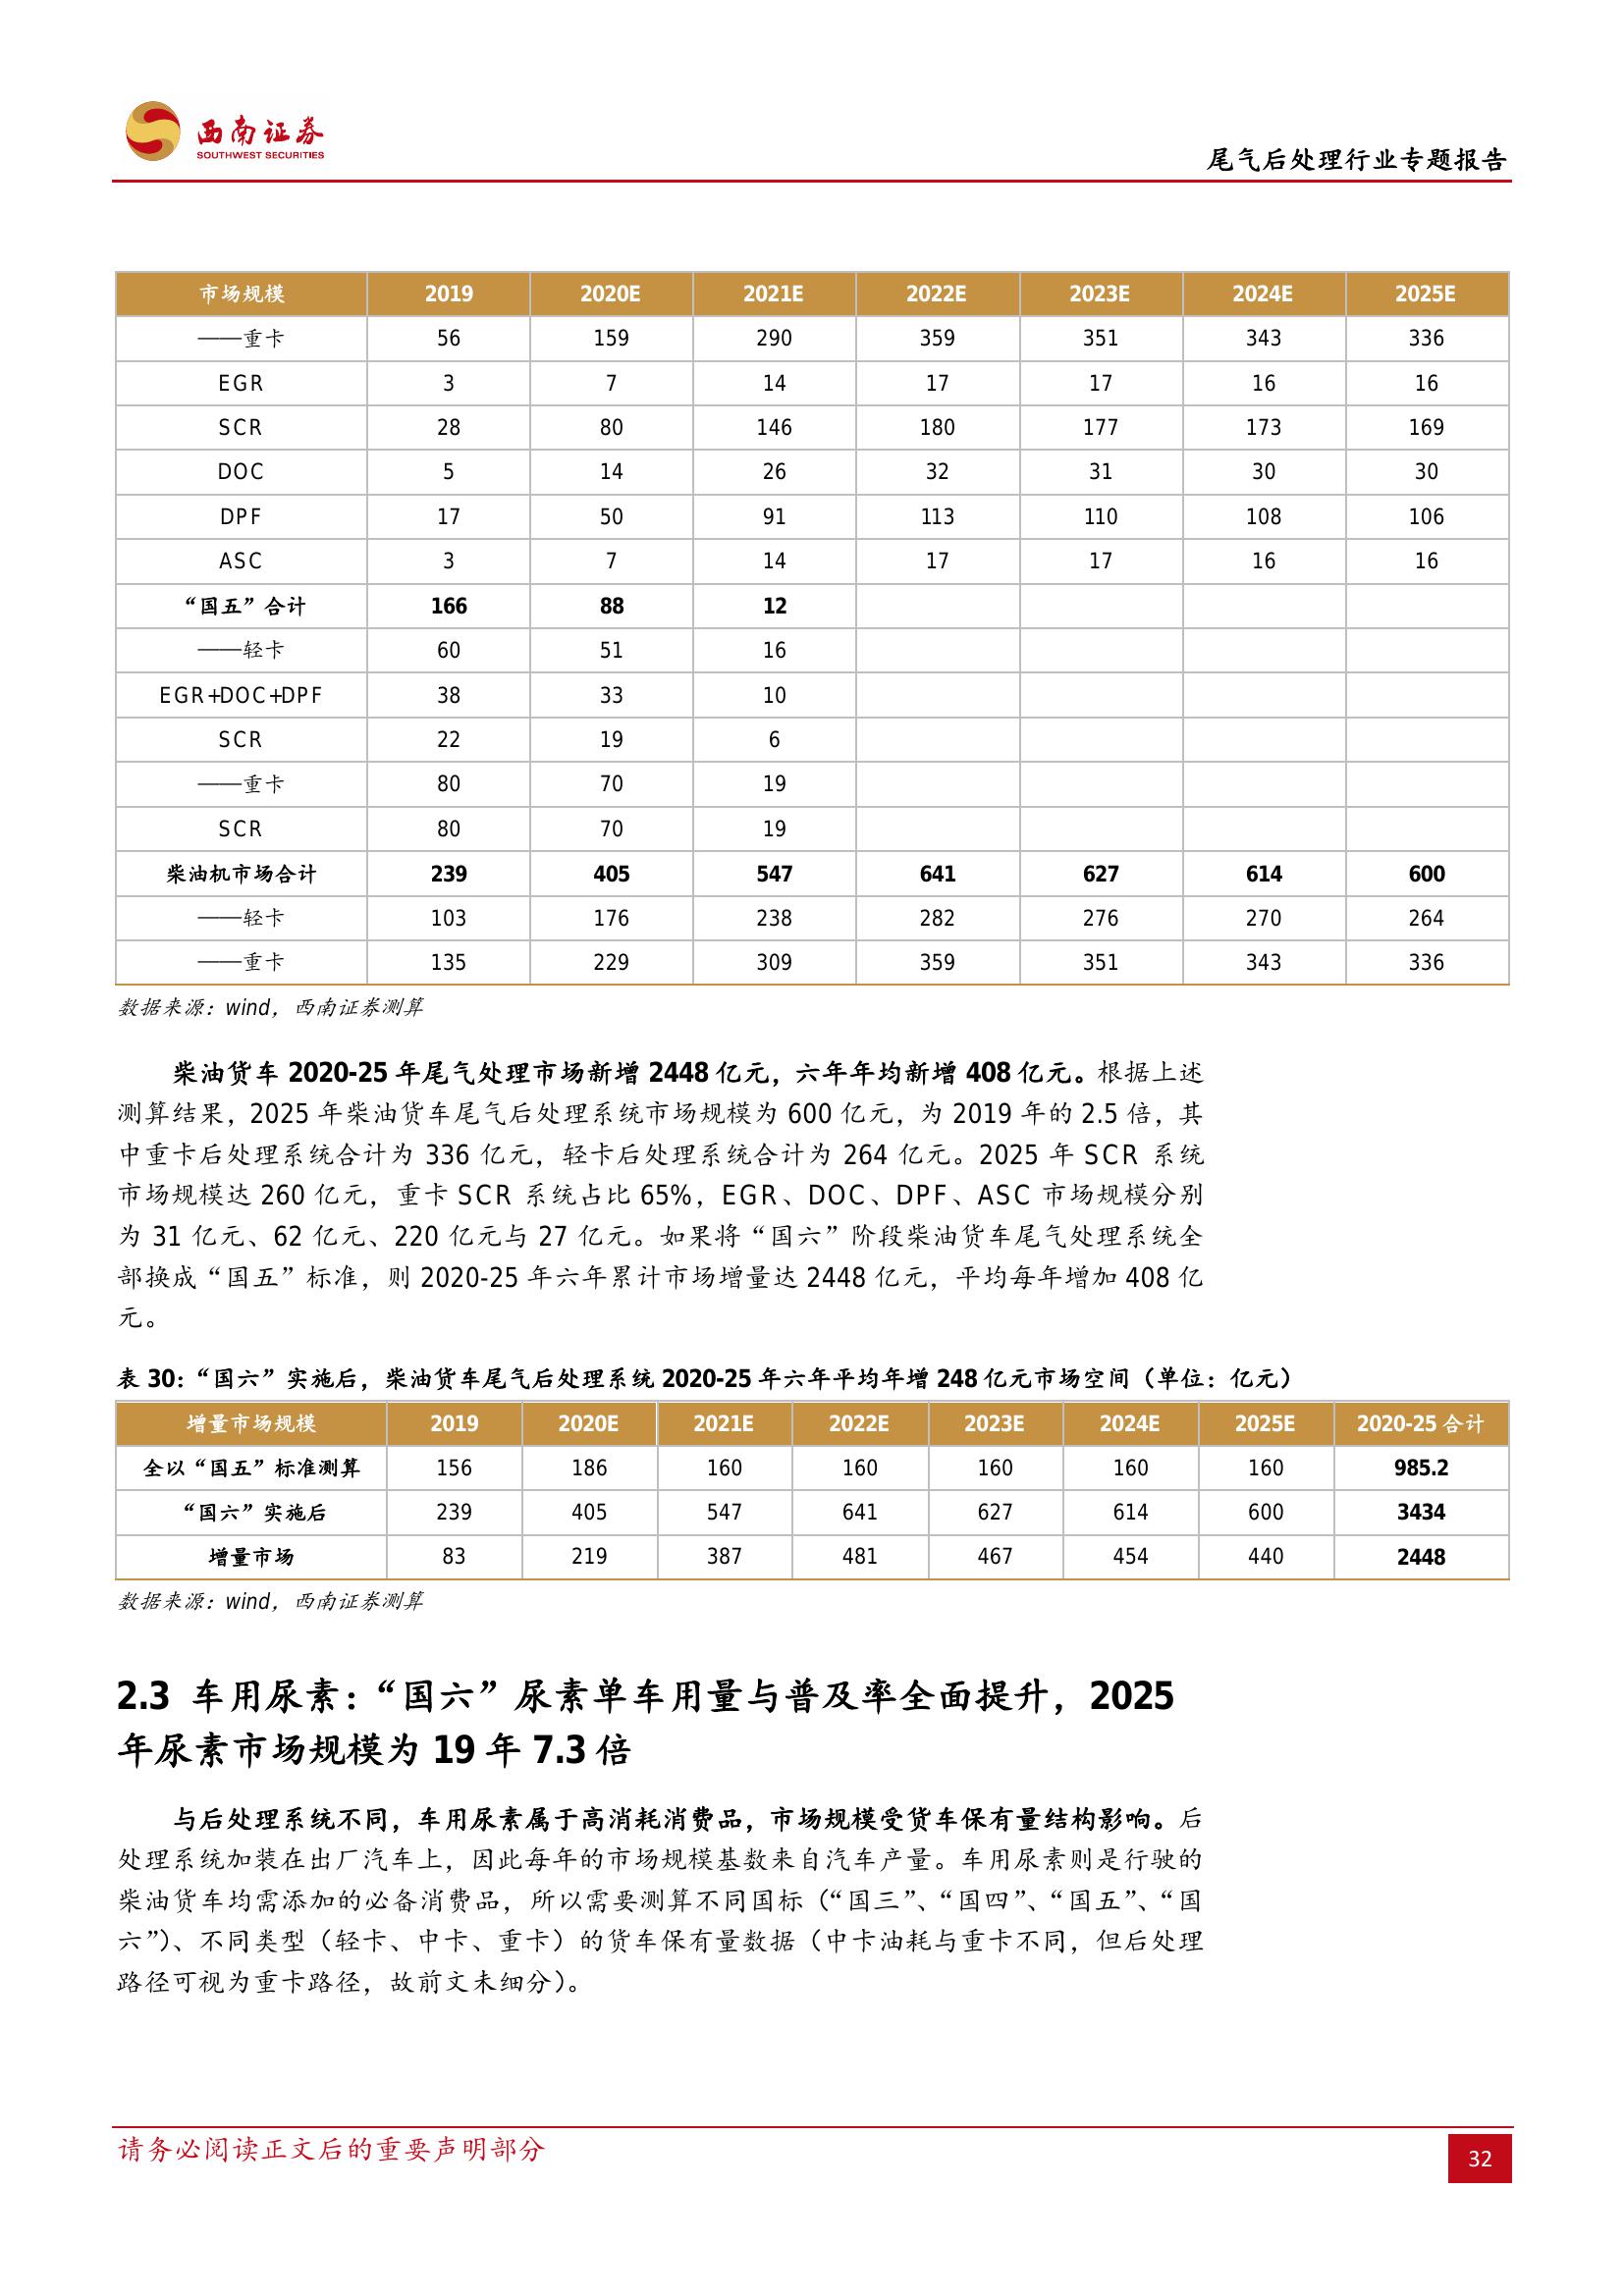 西南证券
SOUTHWEST SECURITIES
尾气后处理行业专题报告
市场规模 2019 2020E 2021E 2022E 2023E 2024E 2025E
——重卡 56 159 290 359 351 343 336
EGR 3 7 14 17 17 16 16
SCR 28 80 146 180 177 173 169
DOC 5 14 26 32 31 30 30
DPF 17 50 91 113 110 108 106
ASC 3 7 14 17 17 16 16
“国五”合计 166 88 12
——轻卡 60 51 16
EGR+DOC+DPF 38 33 10
SCR 22 19 6
——重卡 80 70 19
SCR 80 70 19
柴油机市场合计 239 405 547 641 627 614 600
——轻卡 103 176 238 282 276 270 264
——重卡 135 229 309 359 351 343 336
数据来源：wind，西南证券测算
柴油货车 2020-25 年尾气处理市场新增 2448 亿元，六年年均新增 408 亿元。根据上述
测算结果，2025 年柴油货车尾气后处理系统市场规模为 600 亿元，为 2019 年的 2.5 倍，其
中重卡后处理系统合计为 336 亿元，轻卡后处理系统合计为 264 亿元。2025 年 SCR 系统
市场规模达 260 亿元，重卡 SCR 系统占比 65%，EGR、DOC、DPF、ASC 市场规模分别
为 31 亿元、62 亿元、220 亿元与 27 亿元。如果将“国六”阶段柴油货车尾气处理系统全
部换成“国五”标准，则 2020-25 年六年累计市场增量达 2448 亿元，平均每年增加 408 亿
元。
表 30：“国六”实施后，柴油货车尾气后处理系统 2020-25 年六年平均年增 248 亿元市场空间（单位：亿元）
增量市场规模 2019 2020E 2021E 2022E 2023E 2024E 2025E 2020-25 合计
全以“国五”标准测算 156 186 160 160 160 160 160 985.2
“国六”实施后 239 405 547 641 627 614 600 3434
增量市场 83 219 387 481 467 454 440 2448
数据来源：wind，西南证券测算
2.3 车用尿素：“国六”尿素单车用量与普及率全面提升，2025
年尿素市场规模为 19 年 7.3 倍
与后处理系统不同，车用尿素属于高消耗消费品，市场规模受货车保有量结构影响。后
处理系统加装在出厂汽车上，因此每年的市场规模基数来自汽车产量。车用尿素则是行驶的
柴油货车均需添加的必备消费品，所以需要测算不同国标（“国三”、“国四”、“国五”、“国
六”）、不同类型（轻卡、中卡、重卡）的货车保有量数据（中卡油耗与重卡不同，但后处理
路径可视为重卡路径，故前文未细分）。
请务必阅读正文后的重要声明部分
32